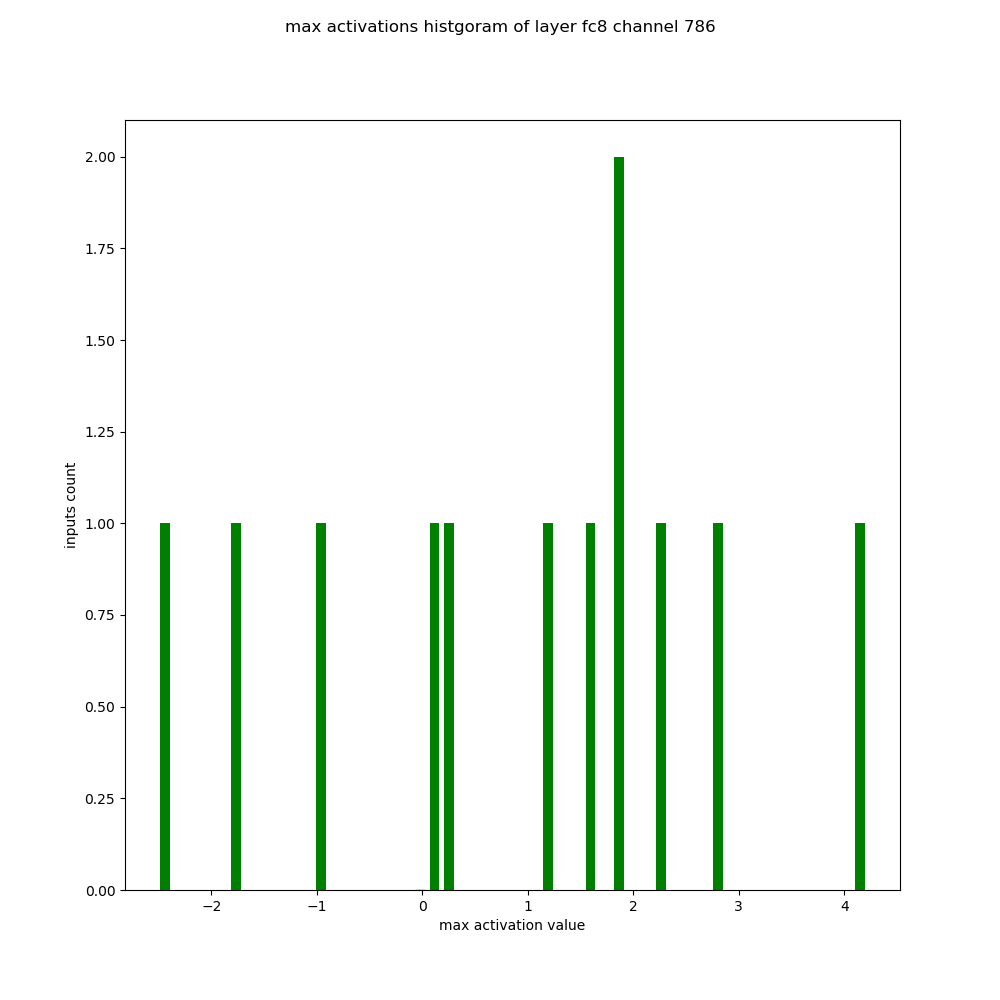 max activations histgoram of layer fc8 channel 786
2.00
1.75
1.50
1.25
1.00
0.75
0.50
0.25
0.00
inputs count
−2 −1 0 1 2 3 4
max activation value